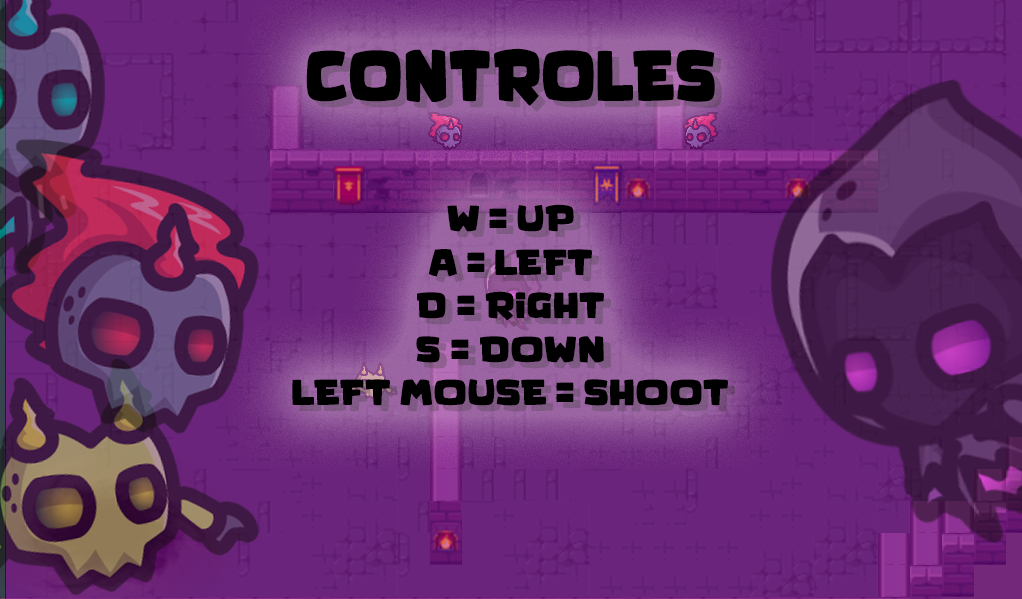 CONTROLES
W = UP
A = LEFT
D = RiGHT
S = DOWN
LEFT MOUSE = SHOOT